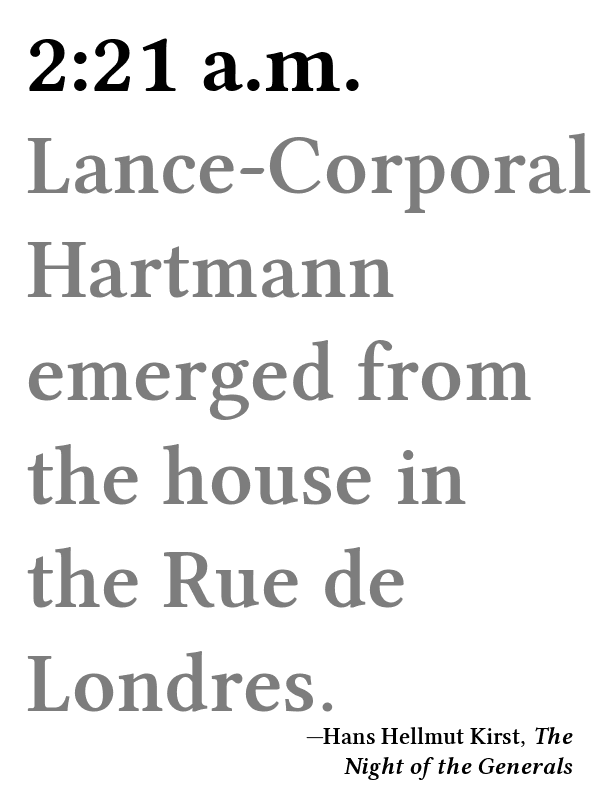 2:21 a.m.
Lance-Corporal
Hartmann
emerged from
the house in
the Rue de
Londres.
—Hans Hellmut Kirst, The
Night of the Generals